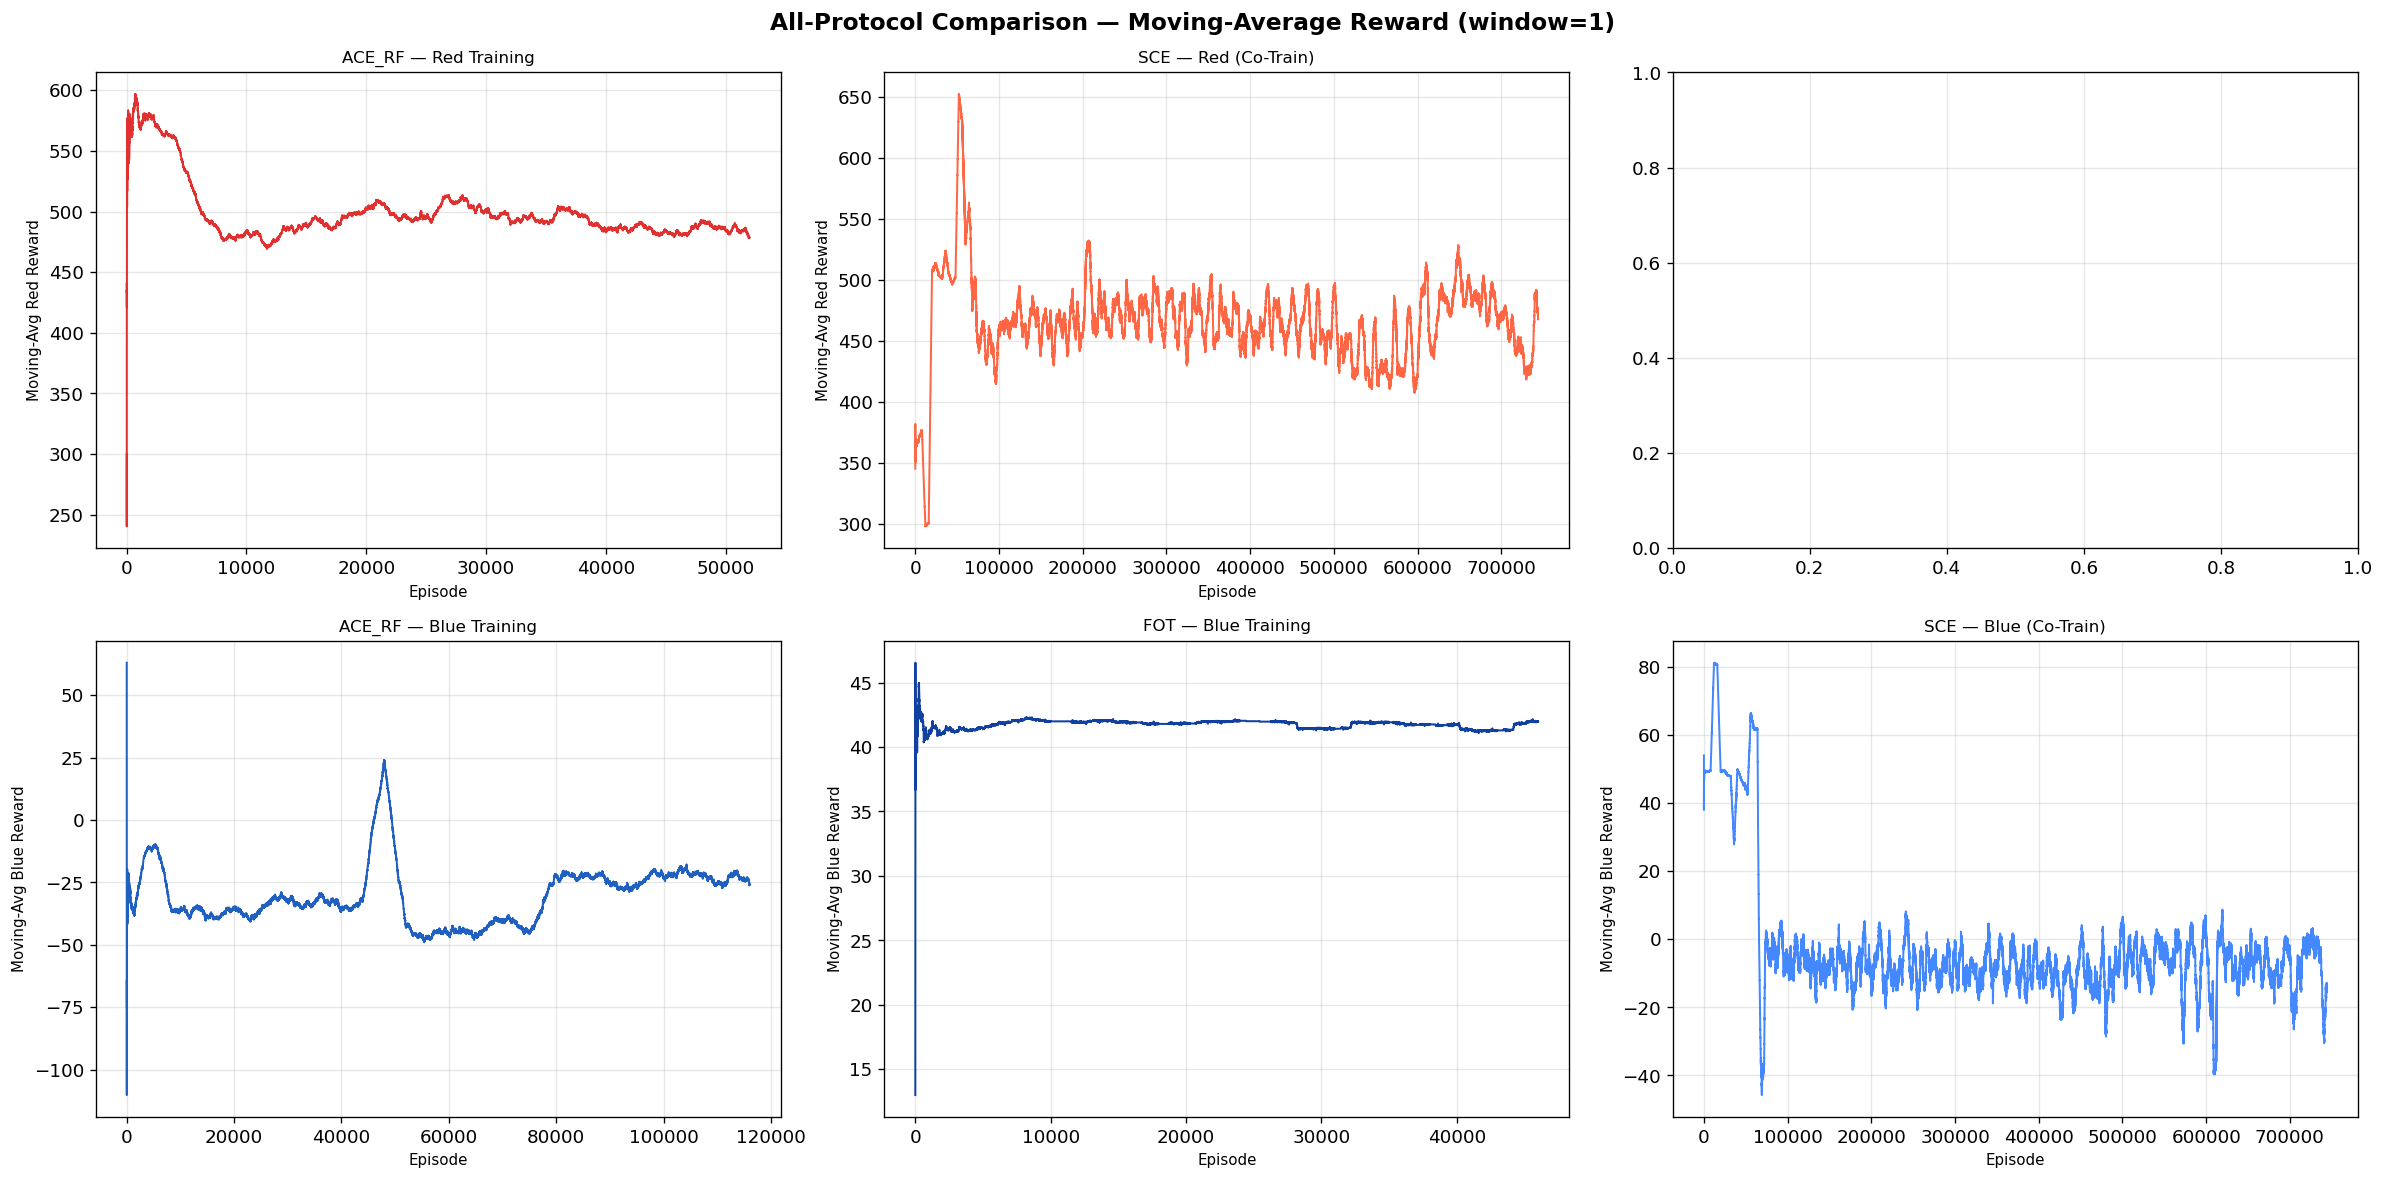 All-Protocol Comparison — Moving-Average Reward (window=1)
ACE_RF — Red Training
Moving-Avg Red Reward
600
550
500
450
400
350
300
250
0 10000 20000 30000 40000 50000
Episode
SCE — Red (Co-Train)
Moving-Avg Red Reward
650
600
550
500
450
400
350
300
0 100000 200000 300000 400000 500000 600000 700000
Episode
1.0
0.8
0.6
0.4
0.2
0.0
0.0 0.2 0.4 0.6 0.8 1.0
ACE_RF — Blue Training
Moving-Avg Blue Reward
50
25
0
−25
−50
−75
−100
0 20000 40000 60000 80000 100000 120000
Episode
FOT — Blue Training
Moving-Avg Blue Reward
45
40
35
30
25
20
15
0 10000 20000 30000 40000
Episode
SCE — Blue (Co-Train)
Moving-Avg Blue Reward
80
60
40
20
0
−20
−40
0 100000 200000 300000 400000 500000 600000 700000
Episode